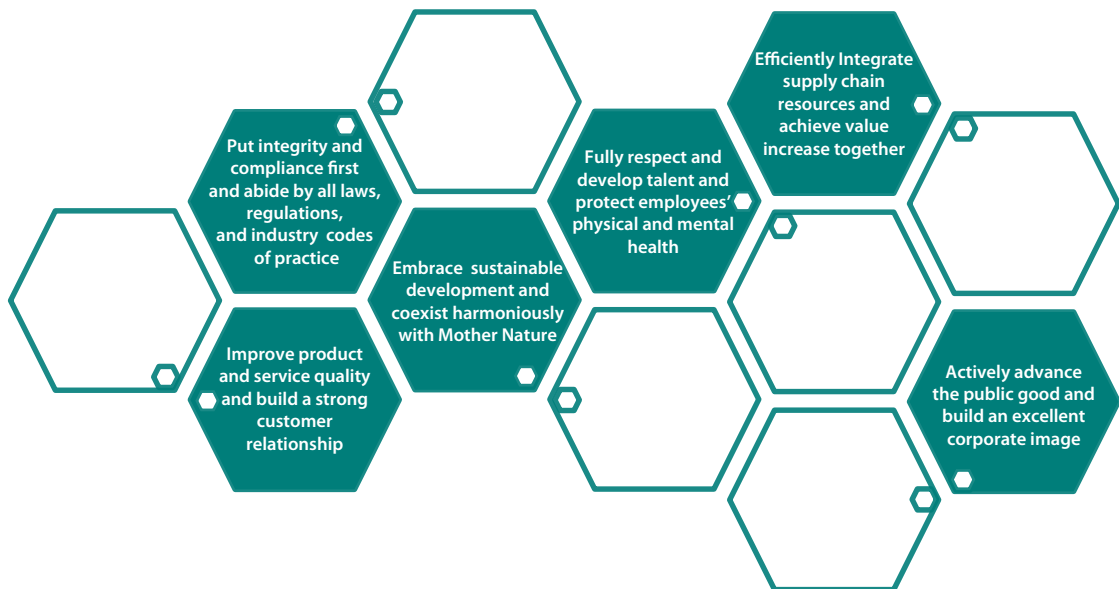 Put integrity and
compliance first
and abide by all laws,
regulations,
and industry codes
of practice
Improve product
and service quality
and build a strong
customer
relationship
Embrace sustainable
development and
coexist harmoniously
with Mother Nature
Fully respect and
develop talent and
protect employees’
physical and mental
health
Efficiently Integrate
supply chain
resources and
achieve value
increase together
Actively advance
the public good and
build an excellent
corporate image